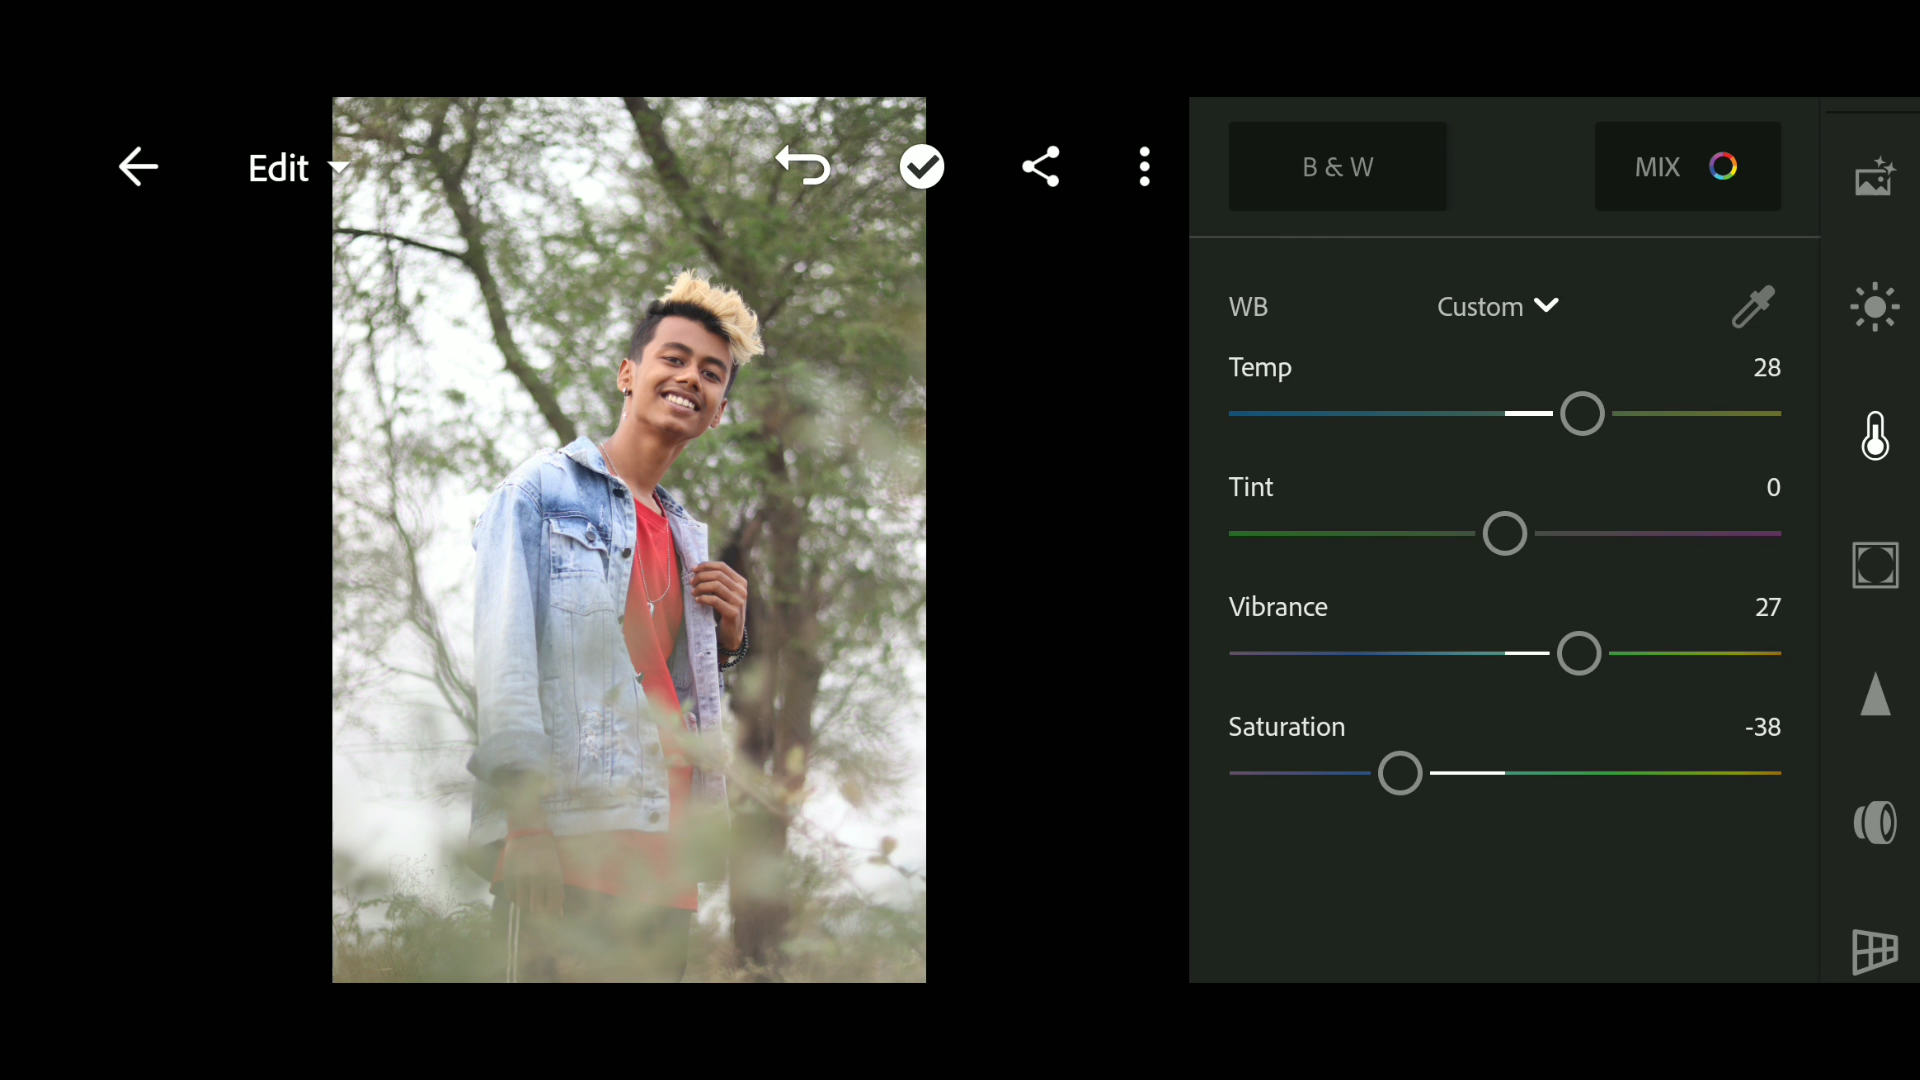 Edit
B & W
MIX
WB
Custom
Temp
28
Tint
0
Vibrance
27
Saturation
-38